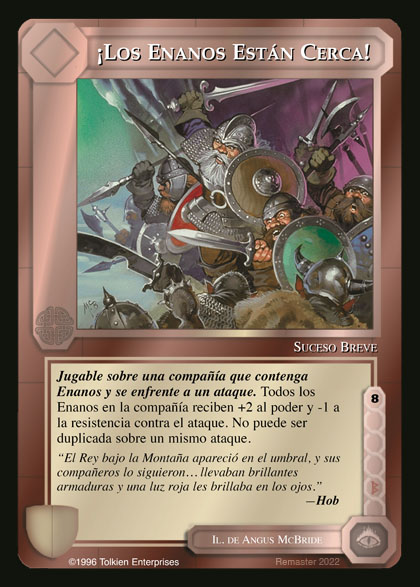 ¡Los Enanos Están Cerca!
McB
Suceso Breve
Jugable sobre una compañía que contenga
Enanos y se enfrente a un ataque. Todos los
Enanos en la compañía reciben +2 al poder y -1 a
la resistencia contra el ataque. No puede ser
duplicada sobre un mismo ataque.
8
“El Rey bajo la Montaña apareció en el umbral, y sus
compañeros lo siguieron... llevaban brillantes
armaduras y una luz roja les brillaba en los ojos.”
–Hob
Il. de Angus McBride
©1996 Tolkien Enterprises
Remaster 2022